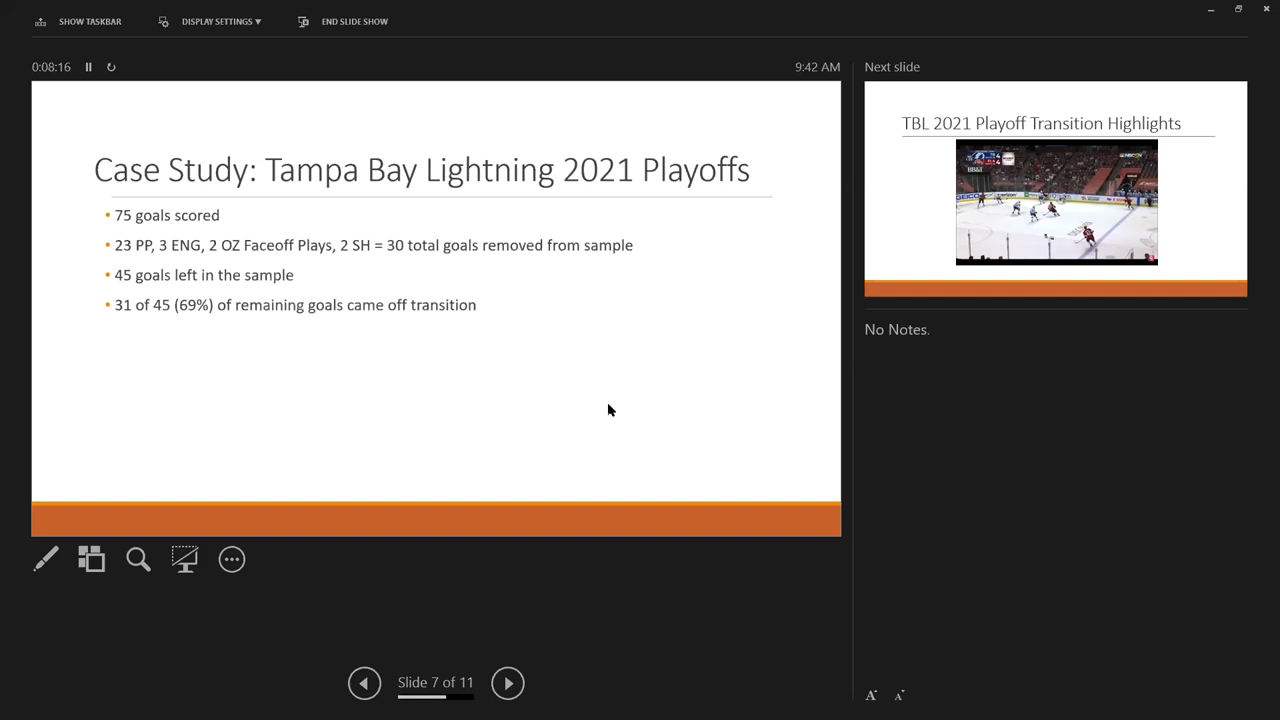 SHOW TASKBAR
DISPLAY SETTINGS
END SLIDE SHOW
0:08:16
9:42 AM
Case Study: Tampa Bay Lightning 2021 Playoffs
• 75 goals scored
• 23 PP, 3 ENG, 2 OZ Faceoff Plays, 2 SH = 30 total goals removed from sample
• 45 goals left in the sample
• 31 of 45 (69%) of remaining goals came off transition
Slide 7 of 11
Next slide
TBL 2021 Playoff Transition Highlights
No Notes.
A
A